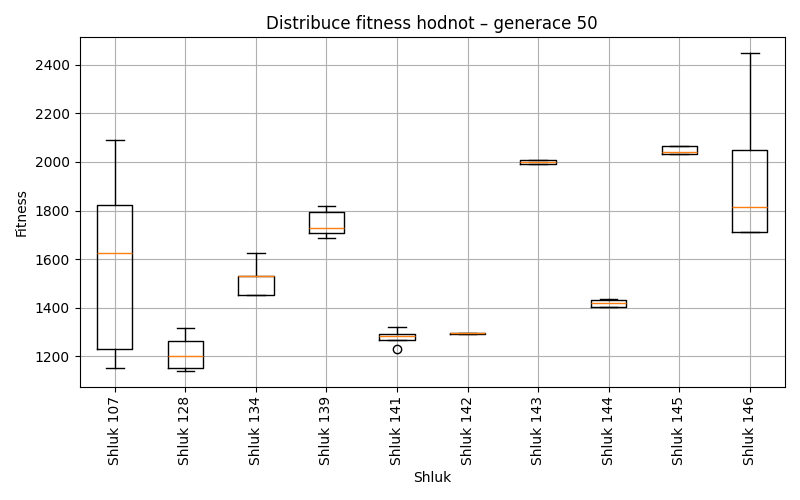 Distribuce fitness hodnot – generace 50
Fitness
2400
2200
2000
1800
1600
1400
1200
Shluk 107
Shluk 128
Shluk 134
Shluk 139
Shluk 141
Shluk 142
Shluk 143
Shluk 144
Shluk 145
Shluk 146
Shluk